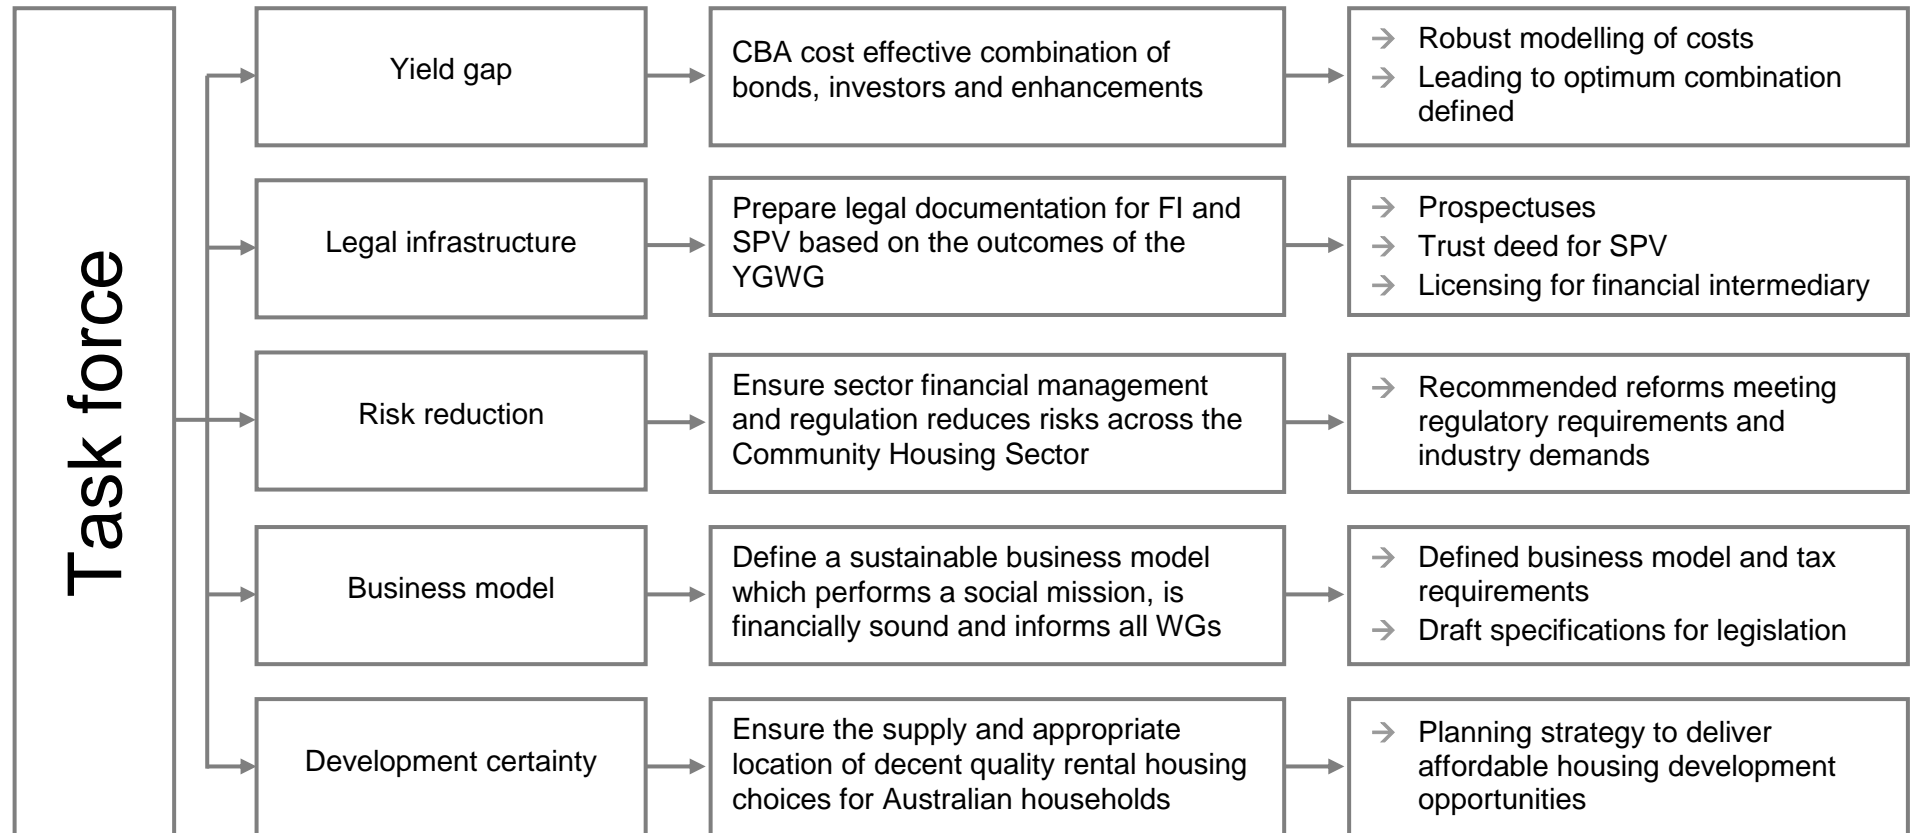 Task force
Yield gap
CBA cost effective combination of
bonds, investors and enhancements
→ Robust modelling of costs
→ Leading to optimum combination
defined
Legal infrastructure
Prepare legal documentation for FI and
SPV based on the outcomes of the
YGWG
→ Prospectuses
→ Trust deed for SPV
→ Licensing for financial intermediary
Risk reduction
Ensure sector financial management
and regulation reduces risks across the
Community Housing Sector
→ Recommended reforms meeting
regulatory requirements and
industry demands
Business model
Define a sustainable business model
which performs a social mission, is
financially sound and informs all WGs
→ Defined business model and tax
requirements
→ Draft specifications for legislation
Development certainty
Ensure the supply and appropriate
location of decent quality rental housing
choices for Australian households
→ Planning strategy to deliver
affordable housing development
opportunities